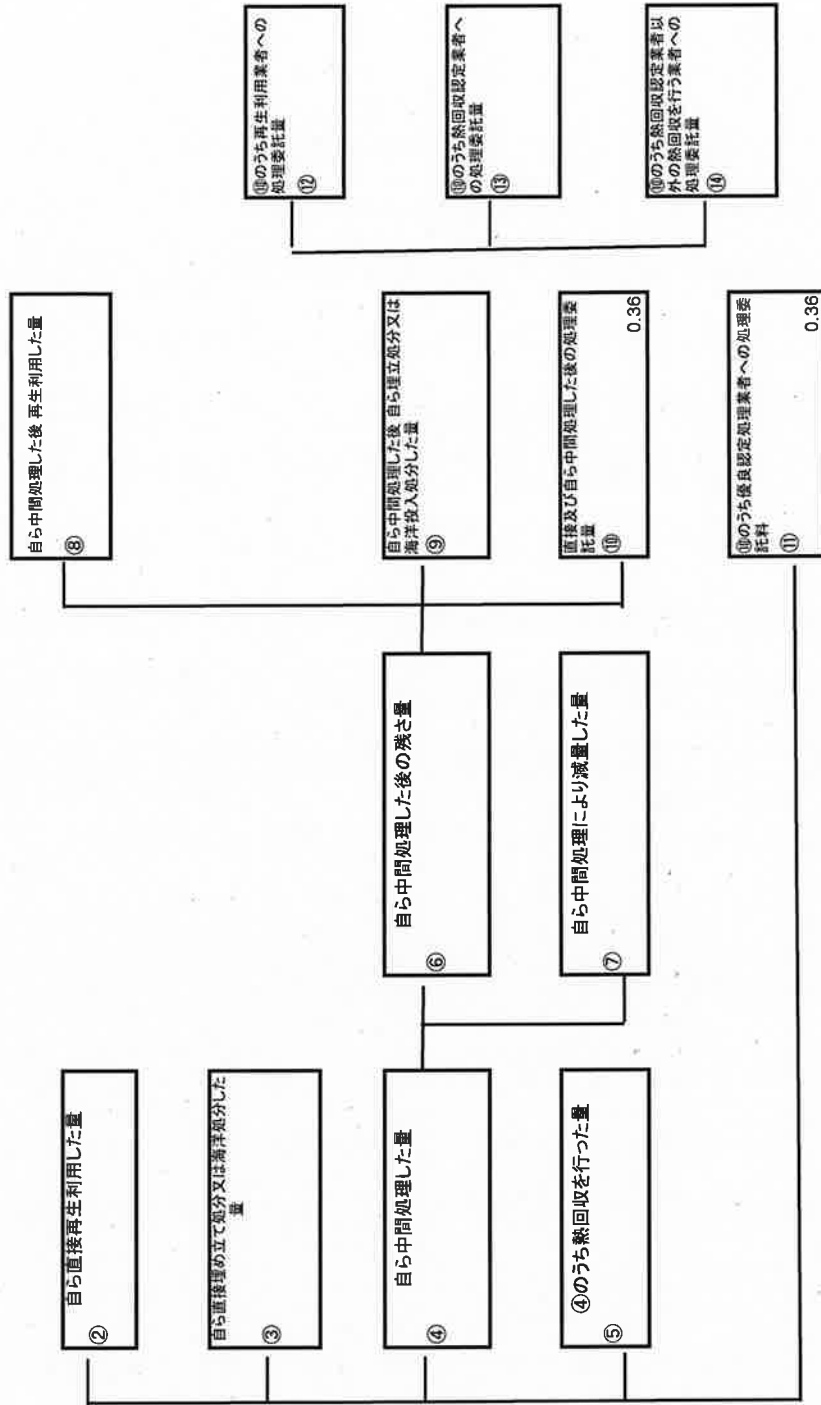 ②
自ら直接再生利用した量
自ら直接埋め立て処分又は海洋処分した
量
③
自ら中間処理した量
④
④のうち熱回収を行った量
⑤
自ら中間処理した後の残さ量
⑥
自ら中間処理により減量した量
⑦
自ら中間処理した後 再生利用した量
⑧
自ら中間処理した後 自ら埋立処分又は
海洋投入処分した量
⑨
直接及び自ら中間処理した後の処理委
託量
⑩
0.36
⑩のうち優良認定処理業者への処理委
託料
⑪
0.36
⑩のうち再生利用業者への
処理委託量
⑫
⑩のうち熱回収認定業者へ
の処理委託量
⑬
⑩のうち熱回収認定業者以
外の熱回収を行う業者への
処理委託量
⑭